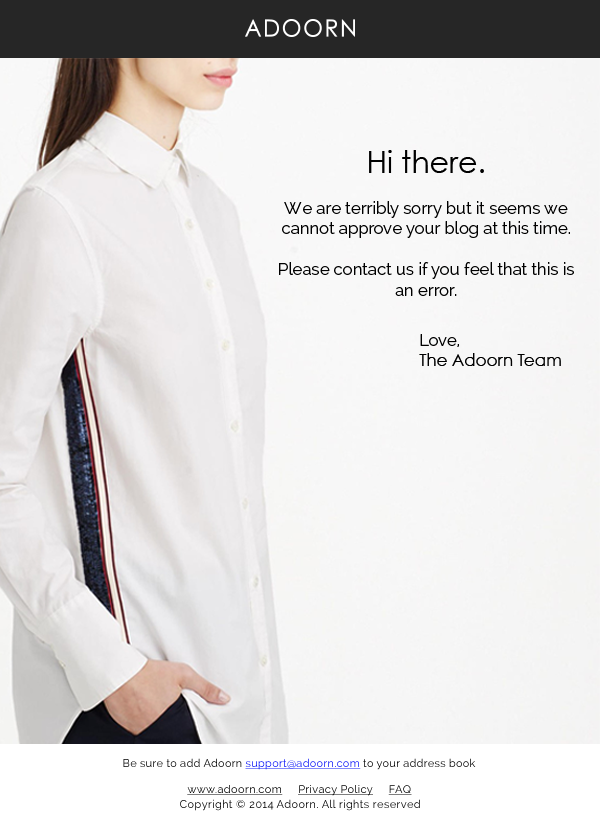 ADOORN
Hi there.
We are terribly sorry but it seems we
cannot approve your blog at this time.
Please contact us if you feel that this is
an error.
Love,
The Adoorn Team
Be sure to add Adoorn support@adoorn.com to your address book
www.adoorn.com Privacy Policy FAQ
Copyright © 2014 Adoorn. All rights reserved